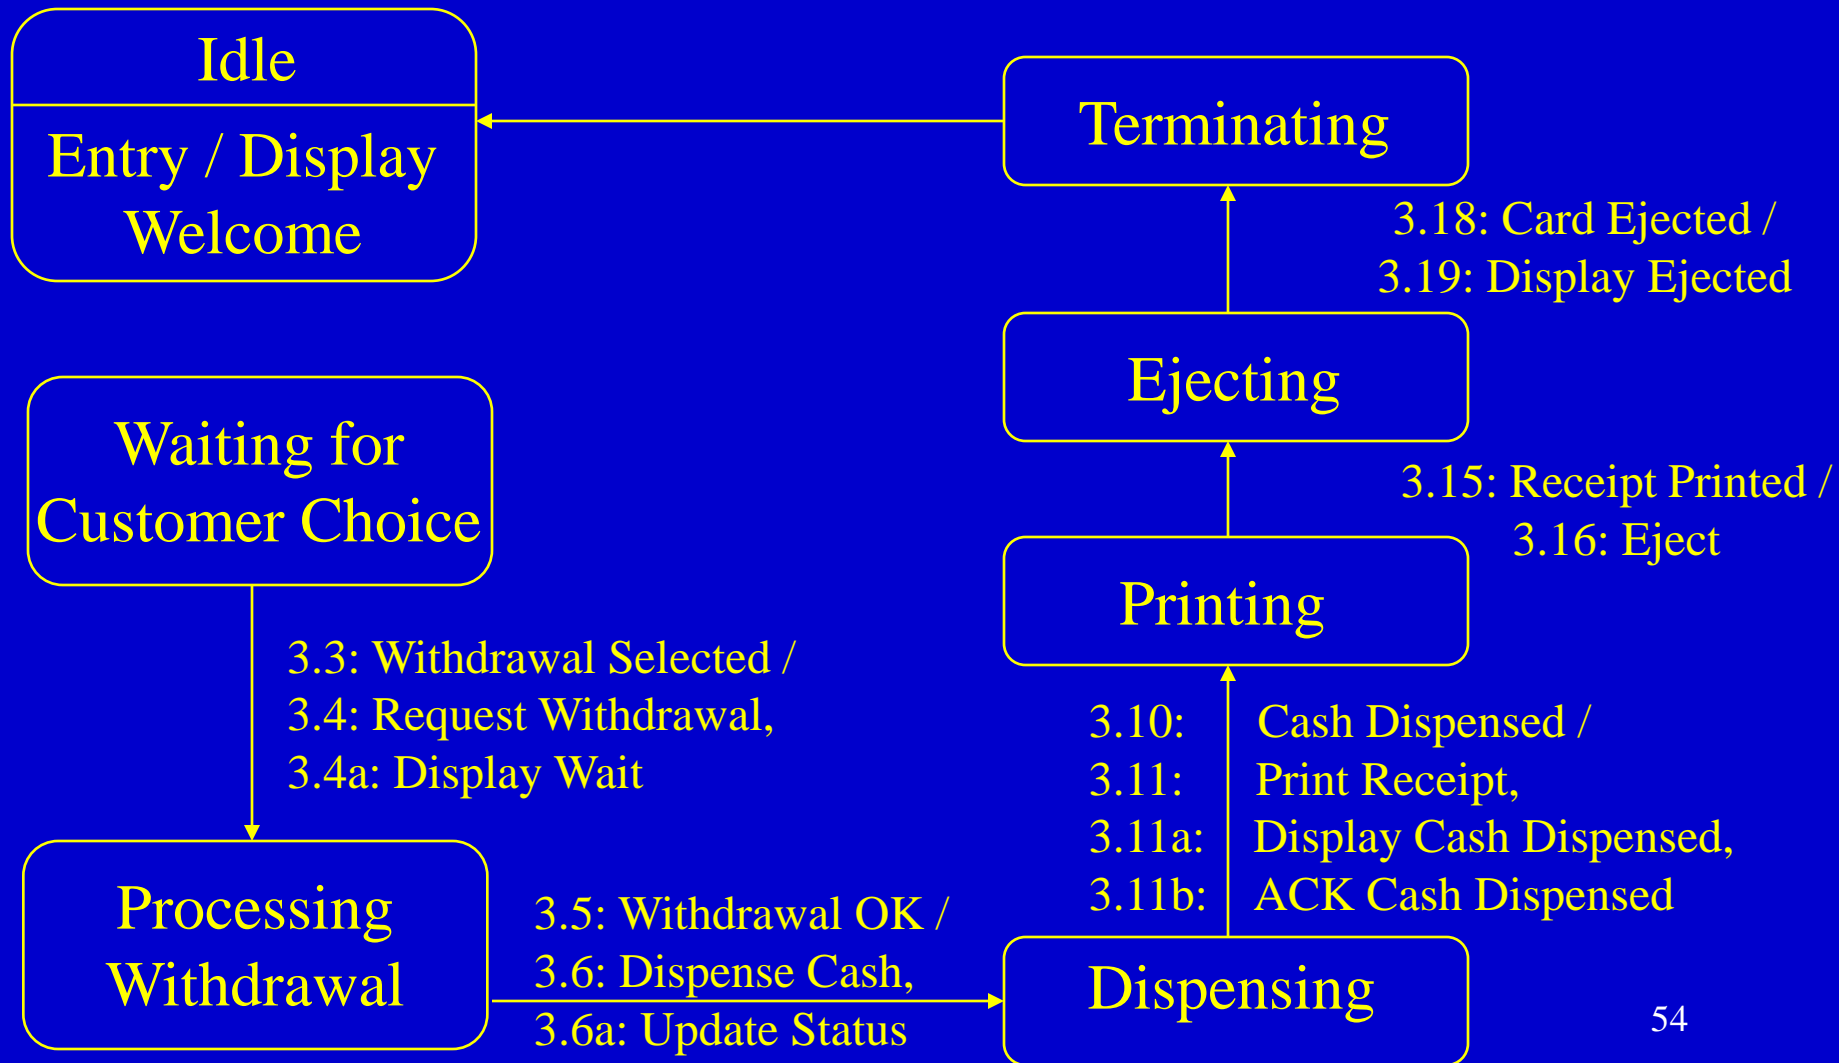 Idle
Entry / Display
Welcome
Terminating
3.18: Card Ejected /
3.19: Display Ejected
Ejecting
Waiting for
Customer Choice
3.15: Receipt Printed /
3.16: Eject
Printing
3.3: Withdrawal Selected /
3.4: Request Withdrawal,
3.4a: Display Wait
3.10: Cash Dispensed /
3.11: Print Receipt,
3.11a: Display Cash Dispensed,
3.11b: ACK Cash Dispensed
Processing
Withdrawal
3.5: Withdrawal OK /
3.6: Dispense Cash,
3.6a: Update Status
Dispensing
54